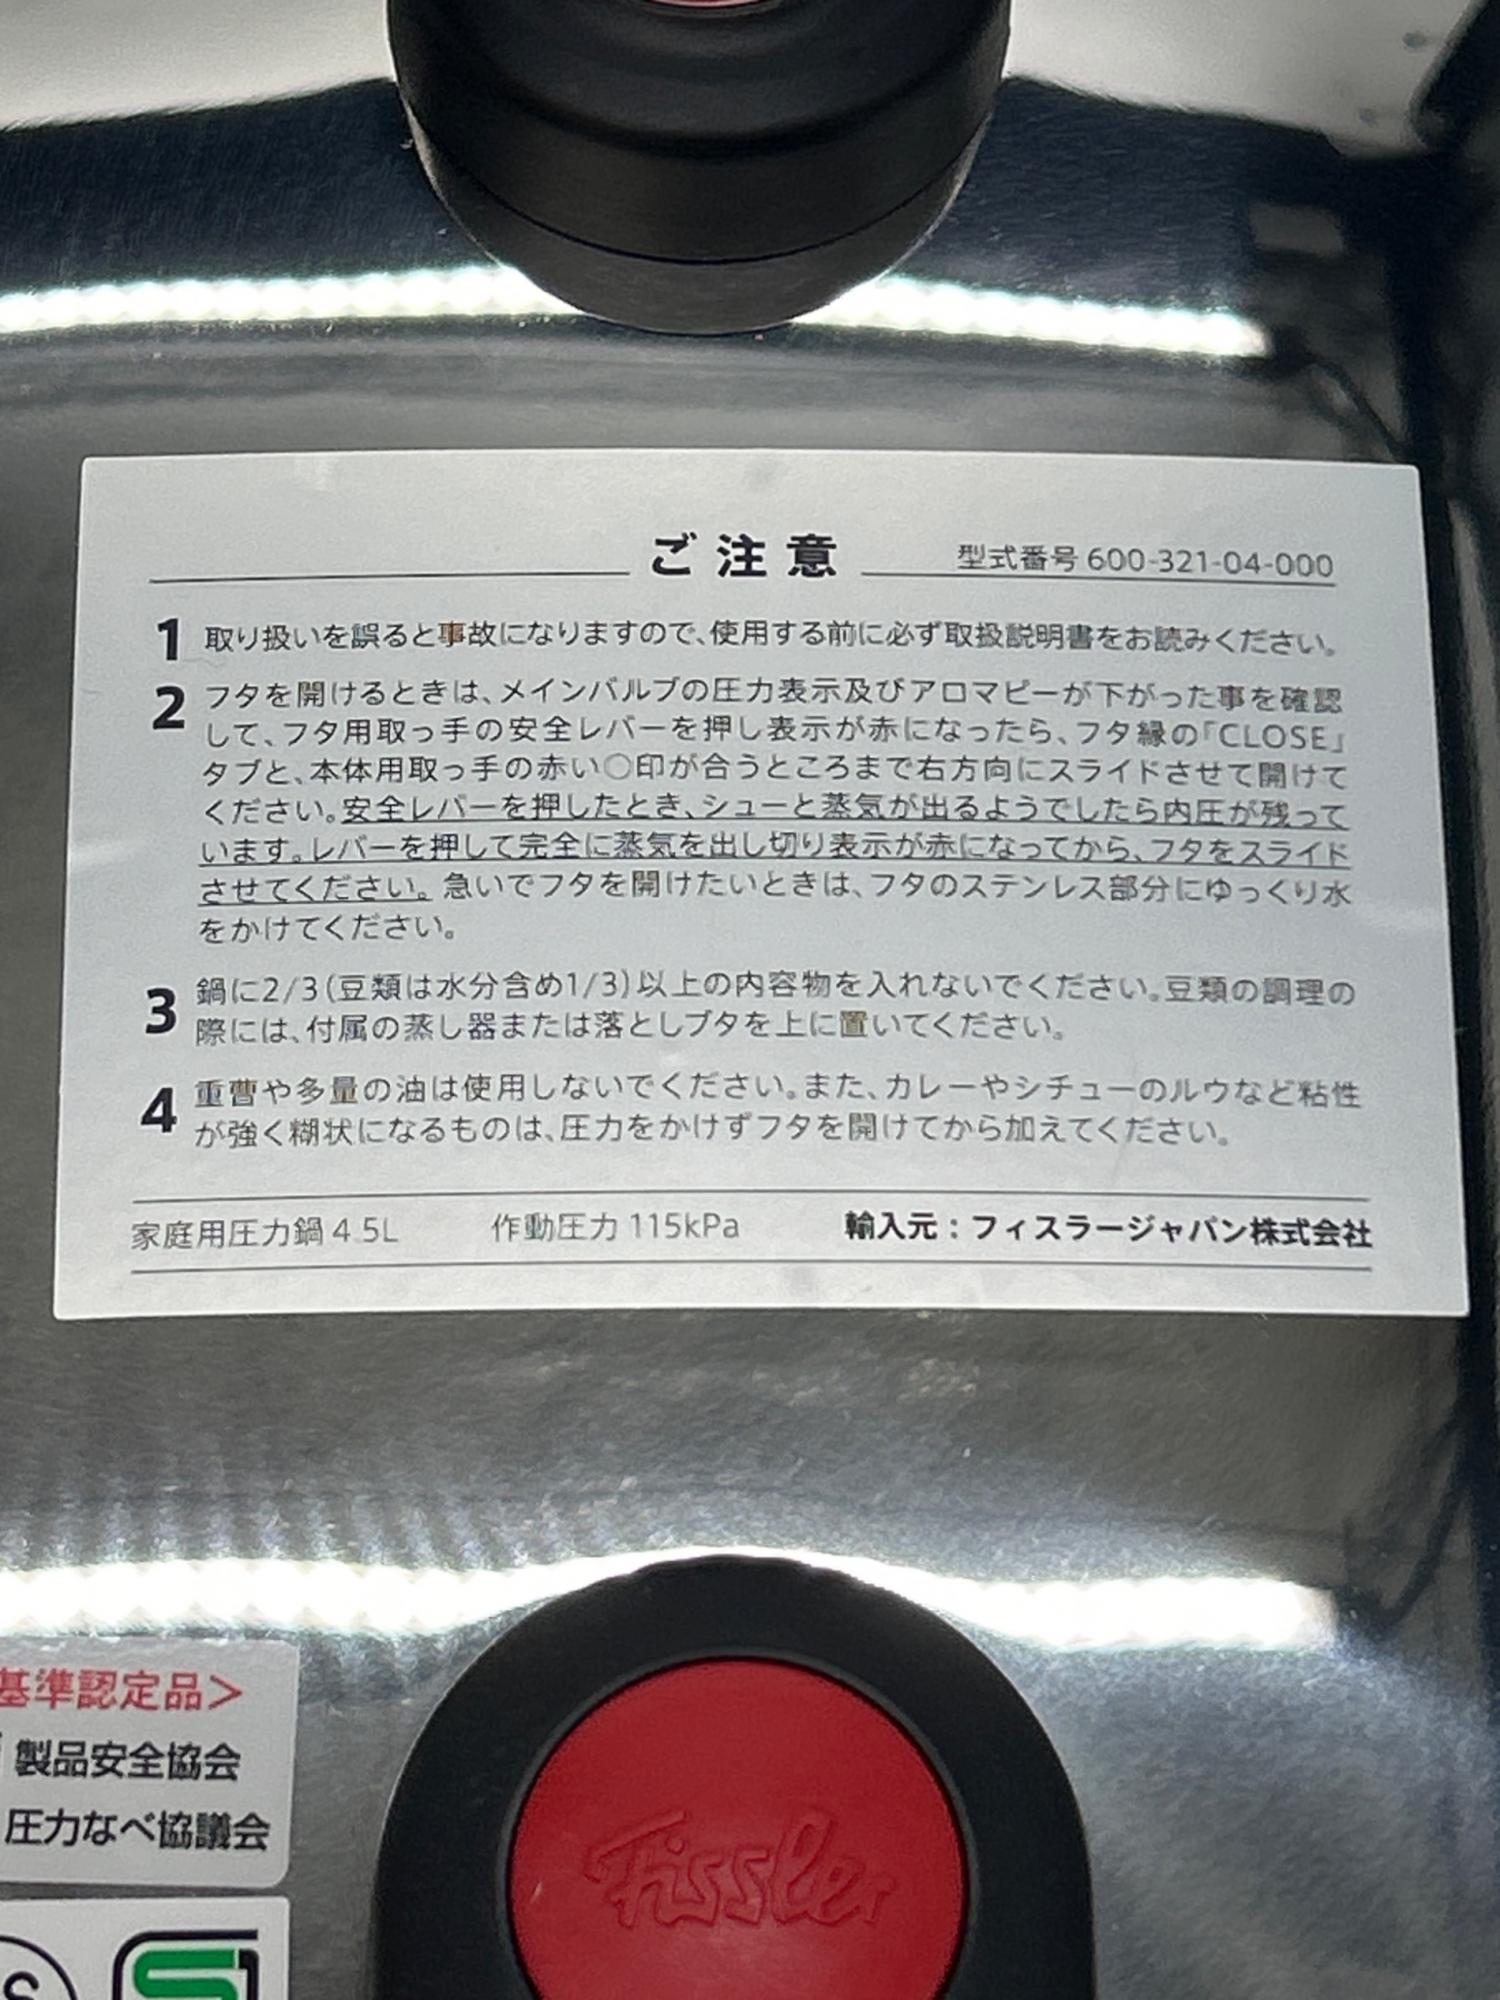 ご注意
型式番号 600-321-04-000
1 取り扱いを誤ると事故になりますので、使用する前に必ず取扱説明書をお読みください。
2 フタを開けるときは、メインバルブの圧力表示及びアロマピーが下がった事を確認
して、フタ用取っ手の安全レバーを押し表示が赤になったら、フタ縁の「CLOSE」
タブと、本体用取っ手の赤い○印が合うところまで右方向にスライドさせて開けて
ください。安全レバーを押したとき、シューと蒸気が出るようでしたら内圧が残って
います。レバーを押して完全に蒸気を出し切り表示が赤になってから、フタをスライド
させてください。急いでフタを開けたいときは、フタのステンレス部分にゆっくり水
をかけてください。
3 鍋に2/3(豆類は水分含め1/3)以上の内容物を入れないでください。豆類の調理の
際には、付属の蒸し器または落としブタを上に置いてください。
4 重曹や多量の油は使用しないでください。また、カレーやシチューのルウなど粘性
が強く糊状になるものは、圧力をかけずフタを開けてから加えてください。
家庭用圧力鍋 4.5L 作動圧力 115kPa 輸入元：フィスラージャパン株式会社
基準認定品＞
製品安全協会
圧力なべ協議会
Fissler
S